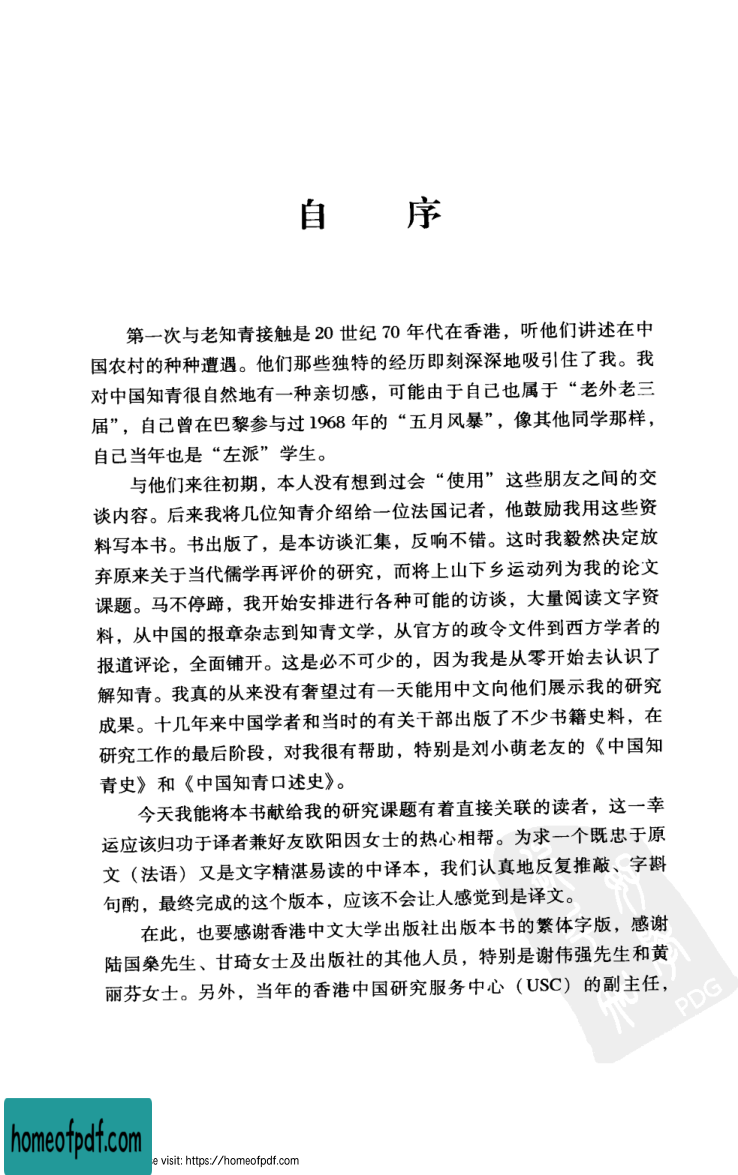 自 序
第一次与老知青接触是20 世纪 70 年代在香港，听他们讲述在中
国农村的种种遭遇。他们那些独特的经历即刻深深地吸引住了我。我
对中国知青很自然地有一种亲切感，可能由于自己也属于“老外老三
届”，自己曾在巴黎参与过1968 年的“五月风暴”，像其他同学那样，
自己当年也是“左派”学生。
与他们来往初期，本人没有想到过会“使用”这些朋友之间的交
谈内容。后来我将几位知青介绍给一位法国记者，他鼓励我用这些资
料写本书。书出版了，是本访谈汇集，反响不错。这时我毅然决定放
弃原来关于当代儒学再评价的研究，而将上山下乡运动列为我的论文
课题。马不停蹄，我开始安排进行各种可能的访谈，大量阅读文字资
料，从中国的报章杂志到知青文学，从官方的政令文件到西方学者的
报道评论，全面铺开。这是必不可少的，因为我是从零开始去认识了
解知青。我真的从来没有奢望过有一天能用中文向他们展示我的研究
成果。十几年来中国学者和当时的有关干部出版了不少书籍史料，在
研究工作的最后阶段，对我很有帮助，特别是刘小萌老友的《中国知
青史》和《中国知青口述史》。
今天我能将本书献给我的研究课题有着直接关联的读者，这一幸
运应该归功于译者兼好友欧阳因女士的热心相帮。为求一个既忠于原
文（法语）又是文字精湛易读的中译本，我们认真地反复推敲、字斟
句酌，最终完成的这个版本，应该不会让人感觉到是译文。
在此，也要感谢香港中文大学出版社出版本书的繁体字版，感谢
陆国燊先生、甘琦女士及出版社的其他人员，特别是谢伟强先生和黄
丽芬女士。另外，当年的香港中国研究服务中心（USC）的副主任，
PDG
homeofpdf.com
se visit: https://homeofpdf.com